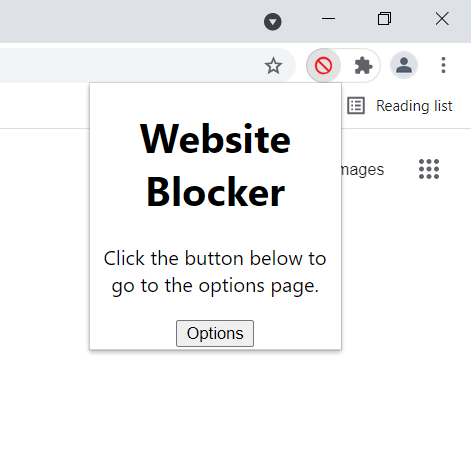 Reading list
mages
Website
Blocker
Click the button below to
go to the options page.
Options